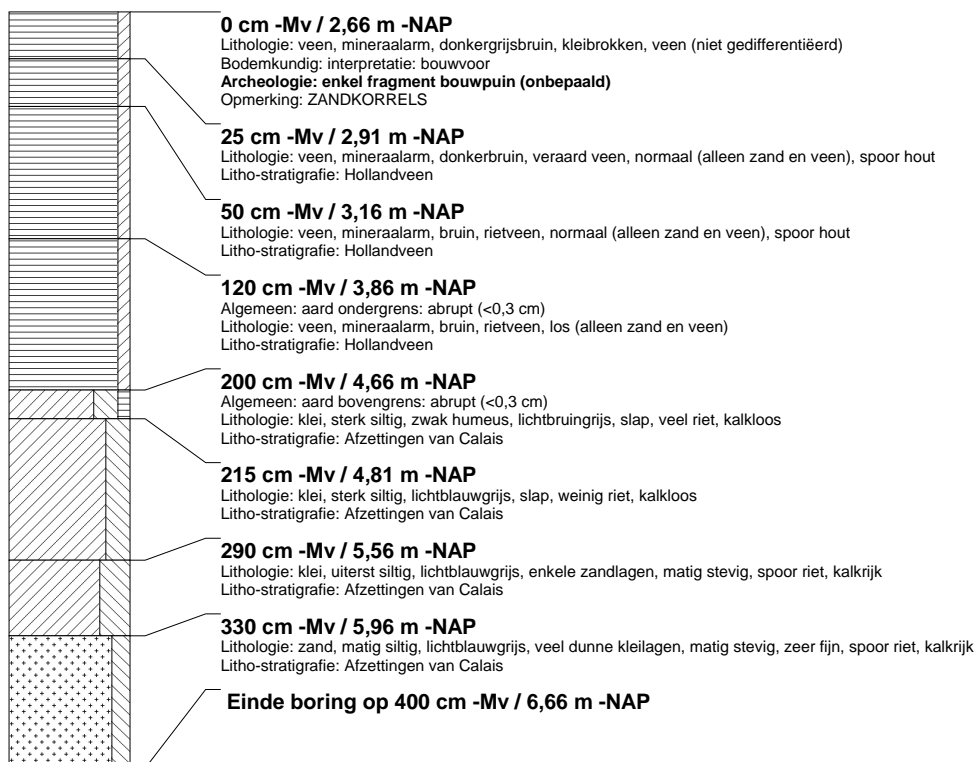 0 cm -Mv / 2,66 m -NAP
Lithologie: veen, mineraalarm, donkergrijsbruin, kleibrokken, veen (niet gedifferentiëerd)
Bodemkundig: interpretatie: bouwvoor
Archeologie: enkel fragment bouwpuin (onbepaald)
Opmerking: ZANDKORRELS
25 cm -Mv / 2,91 m -NAP
Lithologie: veen, mineraalarm, donkerbruin, veraard veen, normaal (alleen zand en veen), spoor hout
Litho-stratigrafie: Hollandveen
50 cm -Mv / 3,16 m -NAP
Lithologie: veen, mineraalarm, bruin, rietveen, normaal (alleen zand en veen), spoor hout
Litho-stratigrafie: Hollandveen
120 cm -Mv / 3,86 m -NAP
Algemeen: aard ondergrens: abrupt (<0,3 cm)
Lithologie: veen, mineraalarm, bruin, rietveen, los (alleen zand en veen)
Litho-stratigrafie: Hollandveen
200 cm -Mv / 4,66 m -NAP
Algemeen: aard bovengrens: abrupt (<0,3 cm)
Lithologie: klei, sterk siltig, zwak humeus, lichtbruingrijs, slap, veel riet, kalkloos
Litho-stratigrafie: Afzettingen van Calais
215 cm -Mv / 4,81 m -NAP
Lithologie: klei, sterk siltig, lichtblauwgrijs, slap, weinig riet, kalkloos
Litho-stratigrafie: Afzettingen van Calais
290 cm -Mv / 5,56 m -NAP
Lithologie: klei, uiterst siltig, lichtblauwgrijs, enkele zandlagen, matig stevig, spoor riet, kalkrijk
Litho-stratigrafie: Afzettingen van Calais
330 cm -Mv / 5,96 m -NAP
Lithologie: zand, matig siltig, lichtblauwgrijs, veel dunne kleilagen, matig stevig, zeer fijn, spoor riet, kalkrijk
Litho-stratigrafie: Afzettingen van Calais
Einde boring op 400 cm -Mv / 6,66 m -NAP